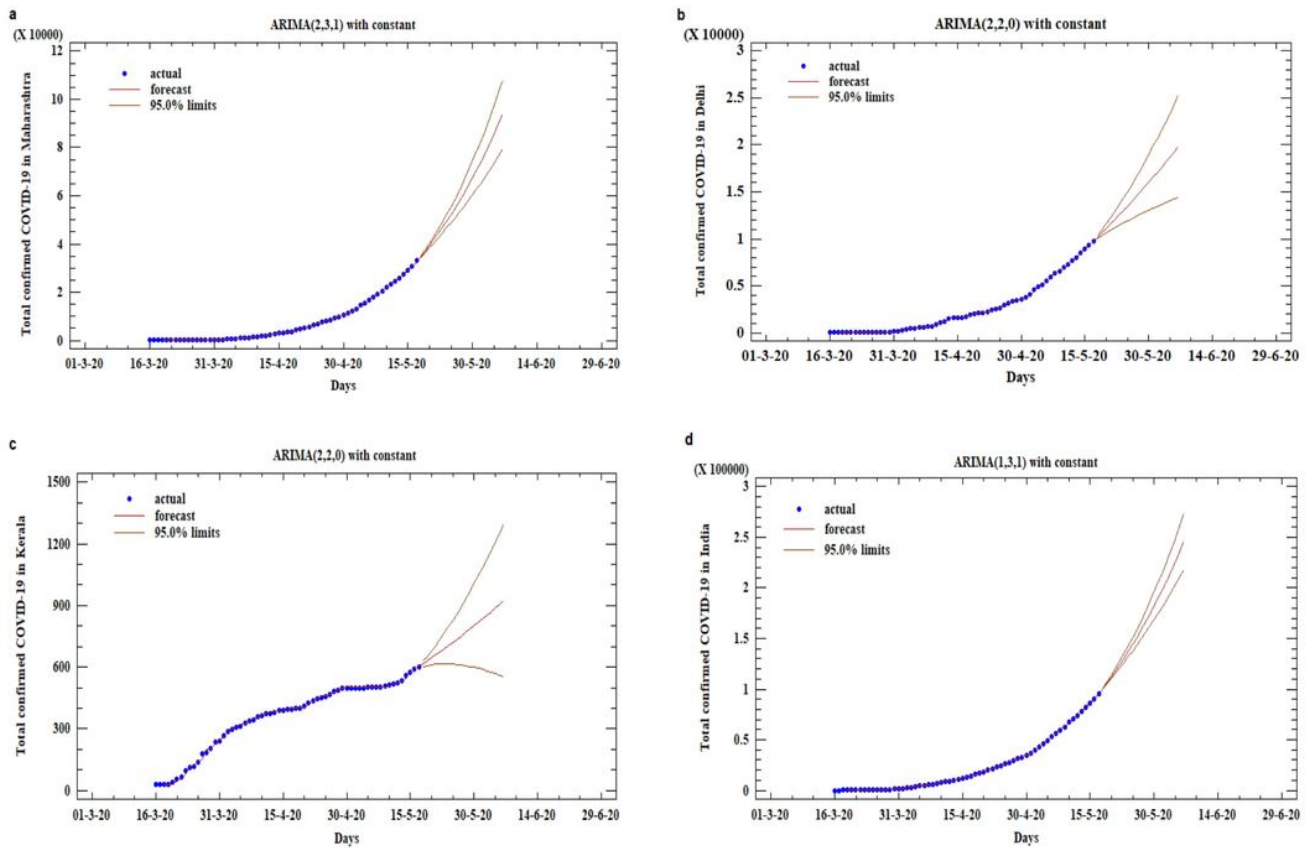 a
ARIMA(2,3,1) with constant
(X 10000)
12
10
8
6
4
2
0
actual
forecast
95.0% limits
Total confirmed COVID-19 in Maharashtra
01-3-20 16-3-20 31-3-20 15-4-20 30-4-20 15-5-20 30-5-20 14-6-20 29-6-20
Days
b
ARIMA(2,2,0) with constant
(X 10000)
3
2.5
2
1.5
1
0.5
0
actual
forecast
95.0% limits
Total confirmed COVID-19 in Delhi
01-3-20 16-3-20 31-3-20 15-4-20 30-4-20 15-5-20 30-5-20 14-6-20 29-6-20
Days
c
ARIMA(2,2,0) with constant
1500
1200
900
600
300
0
actual
forecast
95.0% limits
Total confirmed COVID-19 in Kerala
01-3-20 16-3-20 31-3-20 15-4-20 30-4-20 15-5-20 30-5-20 14-6-20 29-6-20
Days
d
ARIMA(1,3,1) with constant
(X 100000)
3
2.5
2
1.5
1
0.5
0
actual
forecast
95.0% limits
Total confirmed COVID-19 in India
01-3-20 16-3-20 31-3-20 15-4-20 30-4-20 15-5-20 30-5-20 14-6-20 29-6-20
Days